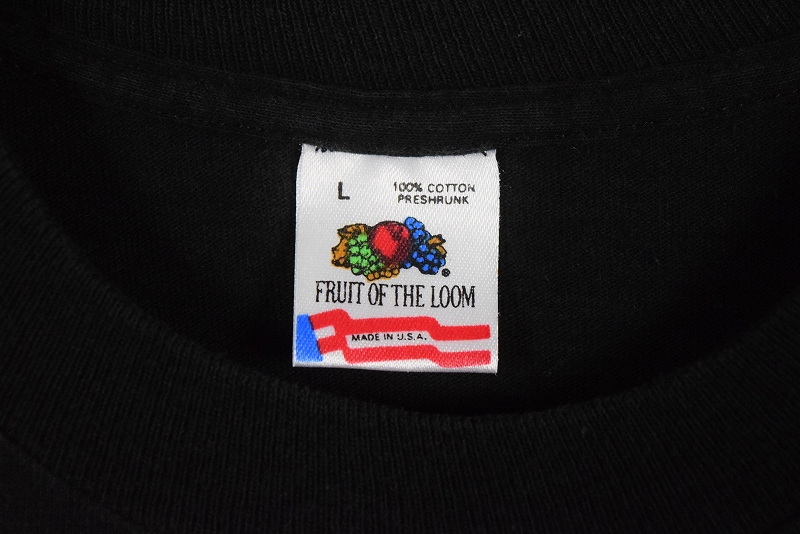 L
100% COTTON
PRESHRUNK
®
FRUIT OF THE LOOM
MADE IN U.S.A.